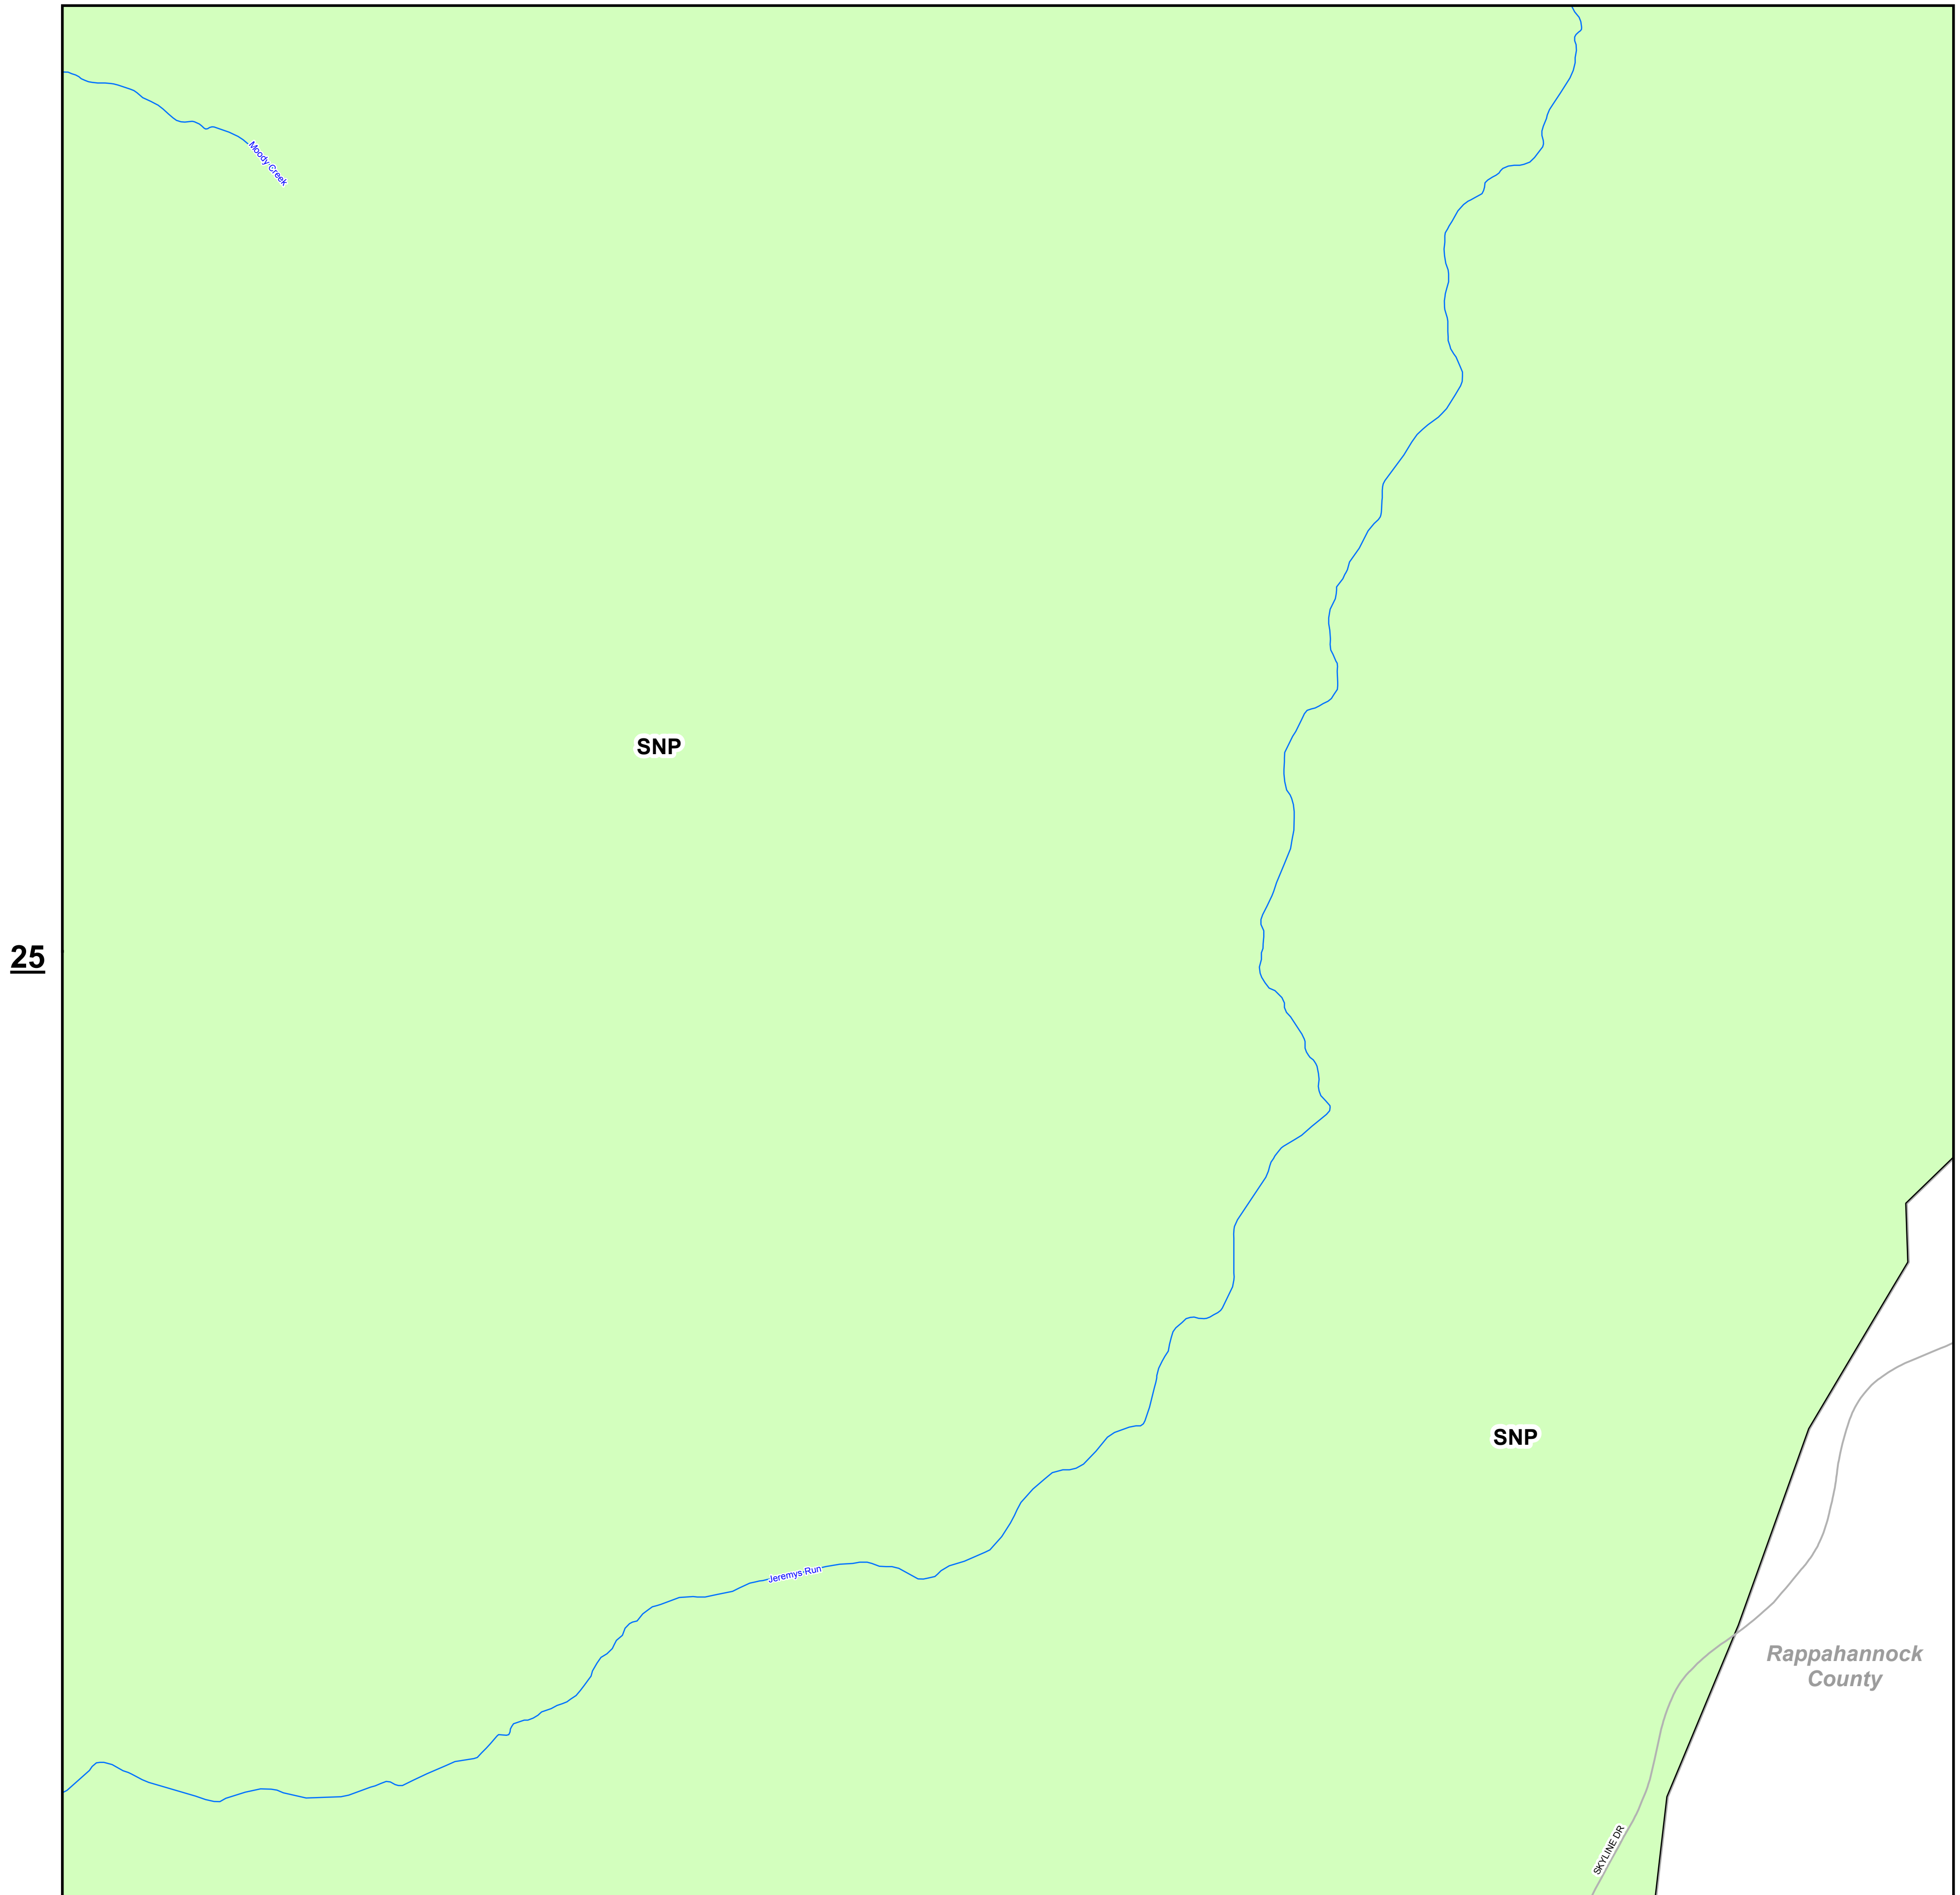 Moody Creek
SNP
25
SNP
Jeremys Run
Rappahannock
County
SKYLINE DR